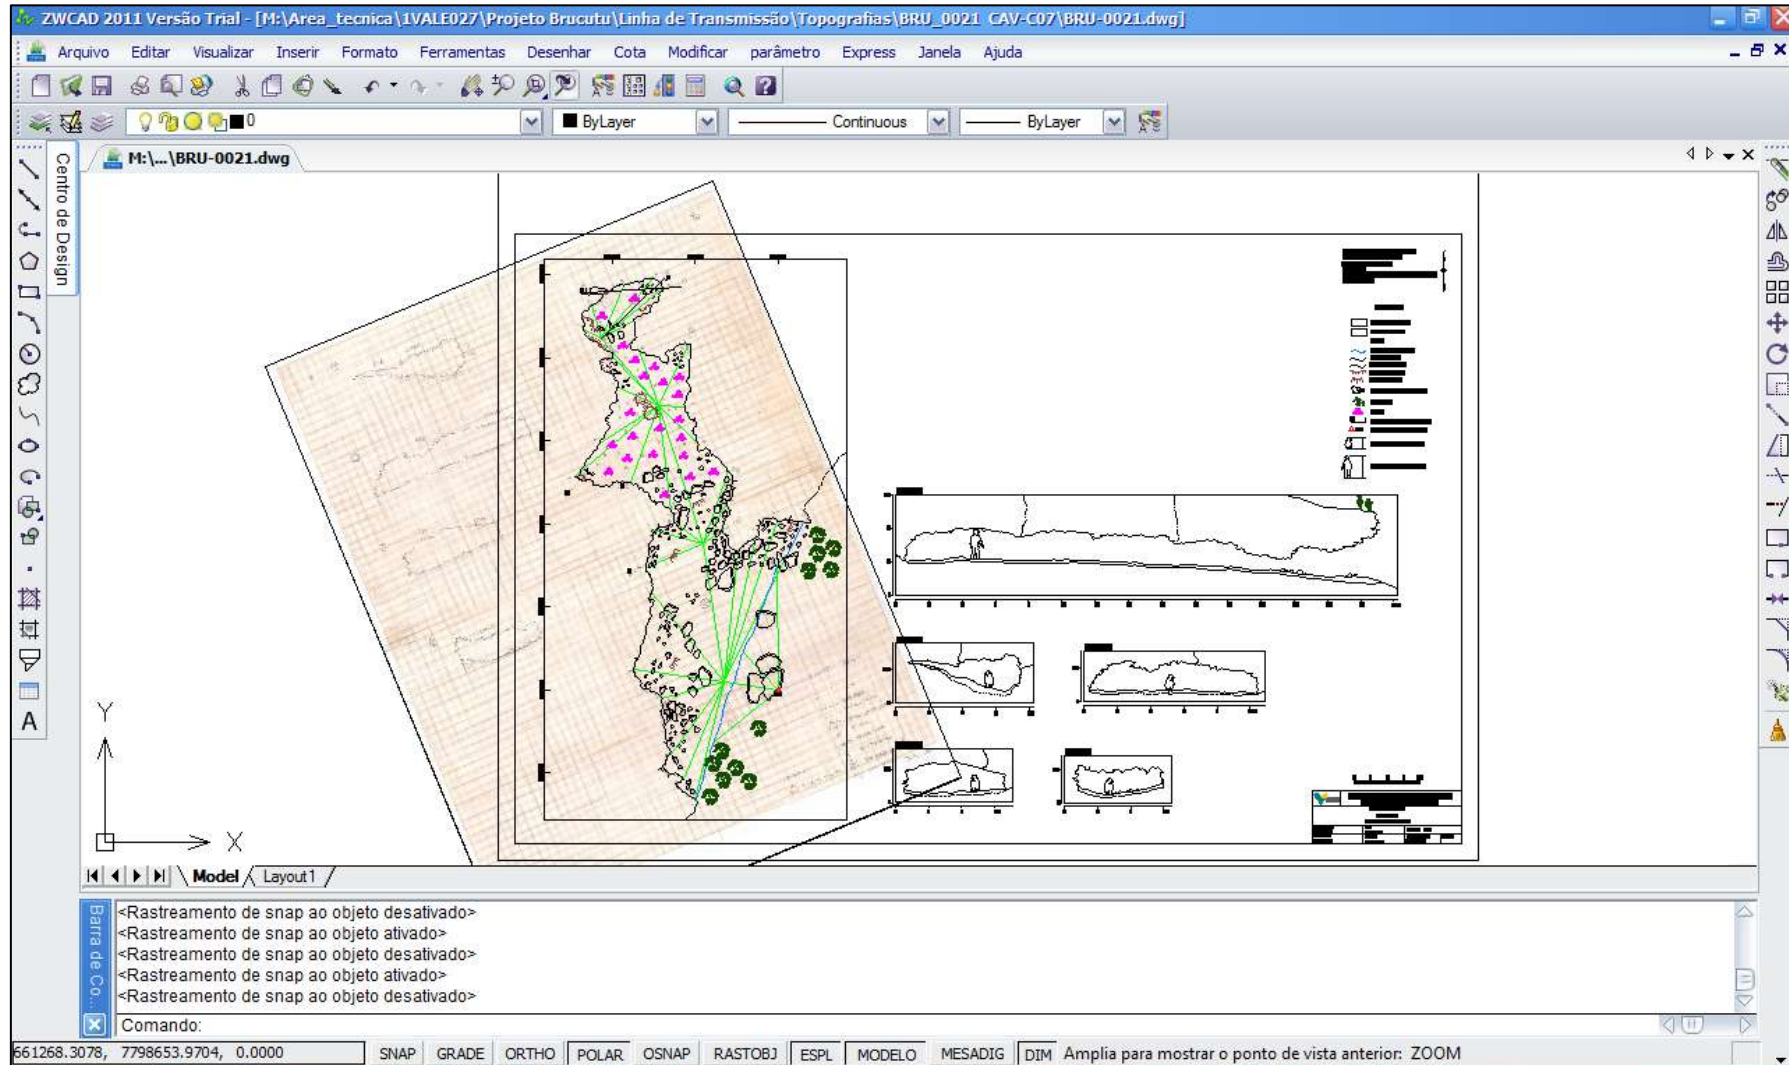 ZWCAD 2011 Versão Trial - [M:\Area_tecnica\1VALE027\Projeto Brucutu\Linha de Transmissão\Topografias\BRU_0021 CAV-C07\BRU-0021.dwg]
Arquivo Editar Visualizar Inserir Formato Ferramentas Desenhar Cota Modificar parâmetro Express Janela Ajuda
0 ByLayer Continuous ByLayer
M:\...\BRU-0021.dwg
Centro de Design
A
Y
X
Model Layout1
Barra de Co...
<Rastreamento de snap ao objeto desativado>
<Rastreamento de snap ao objeto ativado>
<Rastreamento de snap ao objeto desativado>
<Rastreamento de snap ao objeto ativado>
<Rastreamento de snap ao objeto desativado>
Comando:
661268.3078, 7798653.9704, 0.0000 SNAP GRADE ORTHO POLAR OSNAP RASTOBJ ESPL MODELO MESADIG DIM Amplia para mostrar o ponto de vista anterior: ZOOM